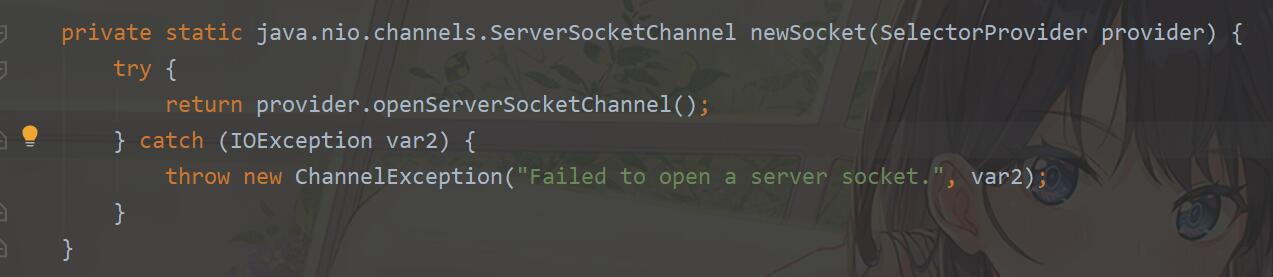 private static java.nio.channels.ServerSocketChannel newSocket(SelectorProvider provider) {
    try {
        return provider.openServerSocketChannel();
    } catch (IOException var2) {
        throw new ChannelException("Failed to open a server socket.", var2);
    }
}